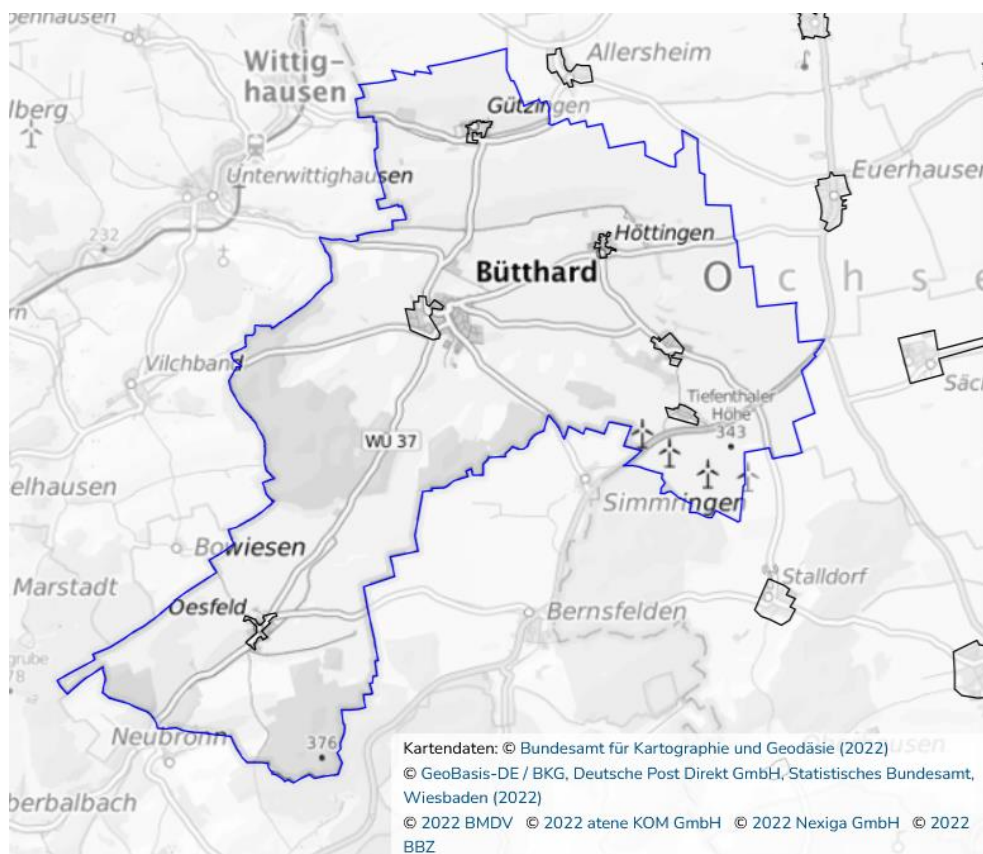 Wittig-
hausen
Allersheim
lberg
Gützingen
Unterwittighausen
Euerhausen
232
Höttingen
Bütthard
Ochse
Vilchband
Säch
Tiefenthaler
Höhe
343
WÜ 37
elhausen
Simmringen
Bowiesen
Marstadt
Stalldorf
Oesfeld
Bernsfelden
Neubronn
376
berbalbach
Kartendaten: © Bundesamt für Kartographie und Geodäsie (2022)
© GeoBasis-DE / BKG, Deutsche Post Direkt GmbH, Statistisches Bundesamt,
Wiesbaden (2022)
© 2022 BMDV © 2022 atene KOM GmbH © 2022 Nexiga GmbH © 2022
BBZ